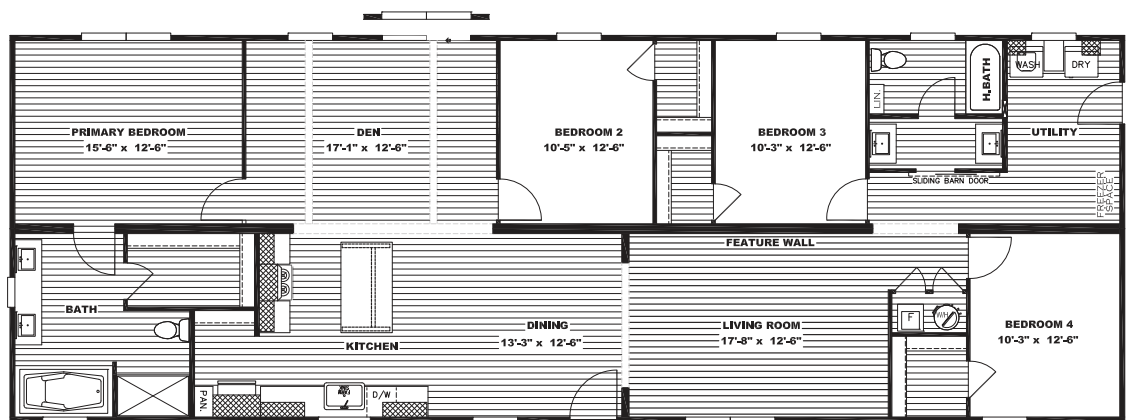 PRIMARY BEDROOM
15'-6" x 12'-6"
DEN
17'-1" x 12'-6"
BEDROOM 2
10'-5" x 12'-6"
BEDROOM 3
10'-3" x 12'-6"
LIN.
H.BATH
WASH
DRY
UTILITY
SLIDING BARN DOOR
FREEZER
SPACE
BATH
KITCHEN
DINING
13'-3" x 12'-6"
FEATURE WALL
LIVING ROOM
17'-8" x 12'-6"
F
W/H
BEDROOM 4
10'-3" x 12'-6"
PAN.
D/W